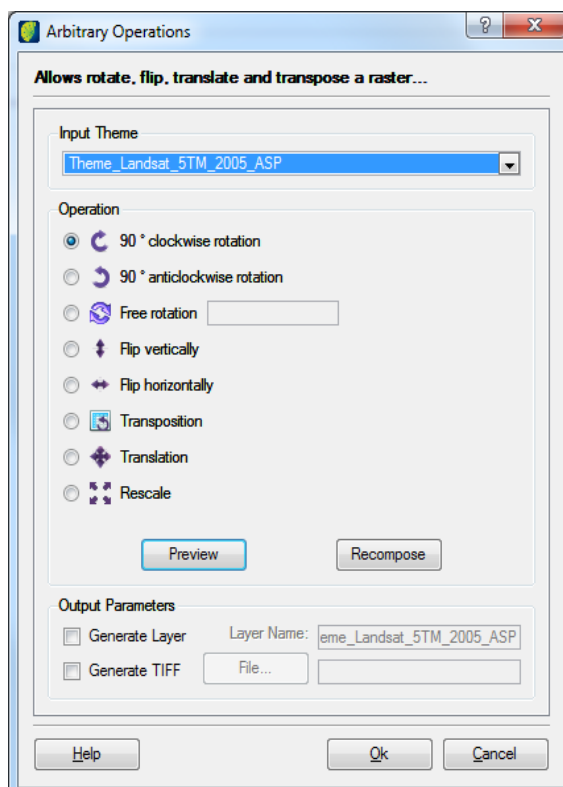 Arbitrary Operations
Allows rotate, flip, translate and transpose a raster...
Input Theme
Theme_Landsat_5TM_2005_ASP
Operation
90 ° clockwise rotation
90 ° anticlockwise rotation
Free rotation
Flip vertically
Flip horizontally
Transposition
Translation
Rescale
Preview Recompose
Output Parameters
Generate Layer Layer Name: eme_Landsat_5TM_2005_ASP
Generate TIFF File...
Help Ok Cancel